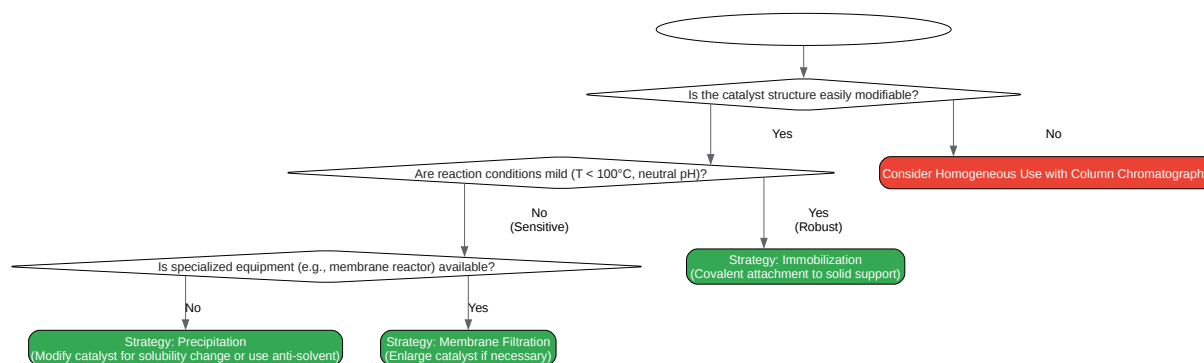 Is the catalyst structure easily modifiable?
Yes
No
Are reaction conditions mild (T < 100°C, neutral pH)?
Consider Homogeneous Use with Column Chromatograph
No
(Sensitive)
Yes
(Robust)
Is specialized equipment (e.g., membrane reactor) available?
Strategy: Immobilization
(Covalent attachment to solid support)
No
Yes
Strategy: Precipitation
(Modify catalyst for solubility change or use anti-solvent)
Strategy: Membrane Filtration
(Enlarge catalyst if necessary)